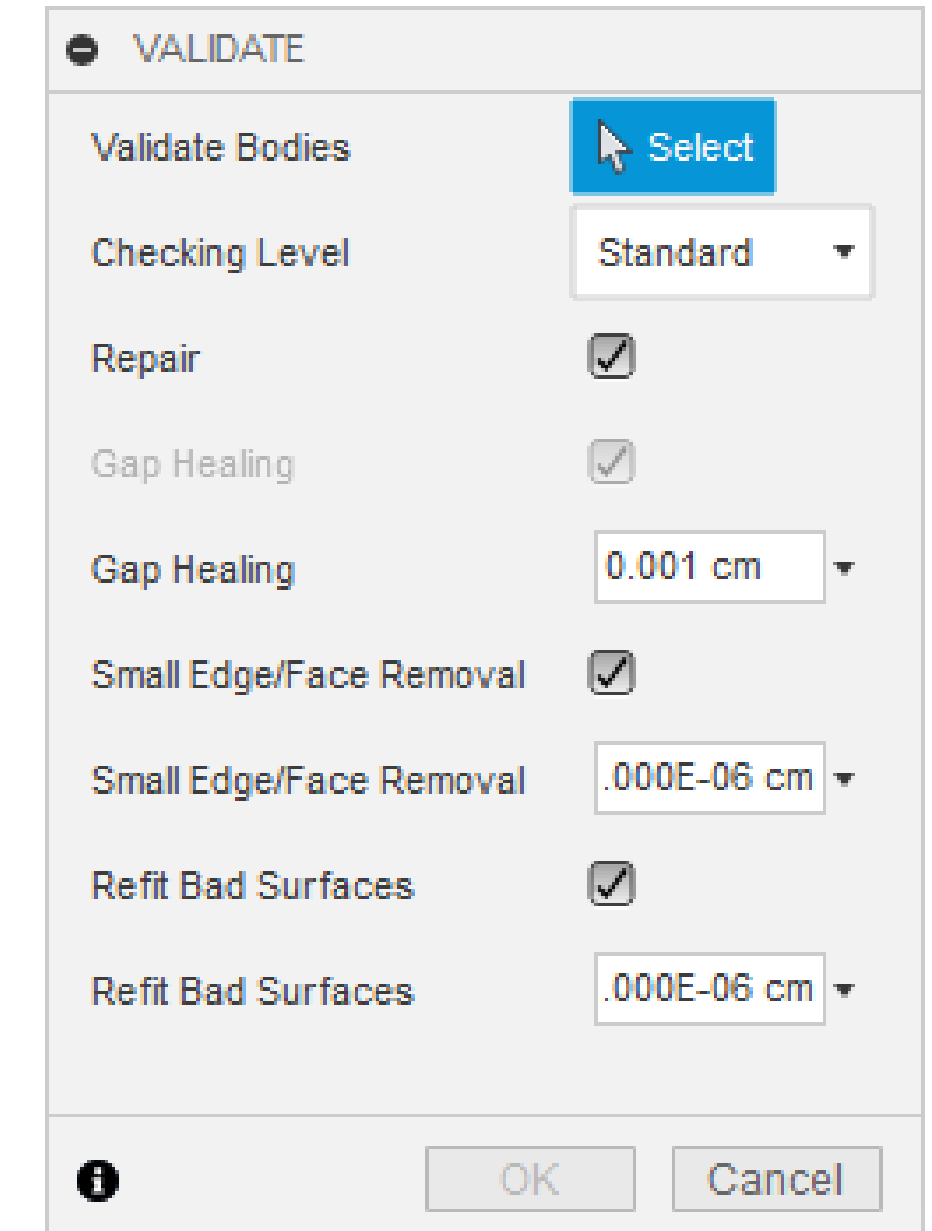 VALIDATE
Validate Bodies Select
Checking Level Standard
Repair
Gap Healing
Gap Healing 0.001 cm
Small Edge/Face Removal
Small Edge/Face Removal .000E-06 cm
Refit Bad Surfaces
Refit Bad Surfaces .000E-06 cm
OK Cancel